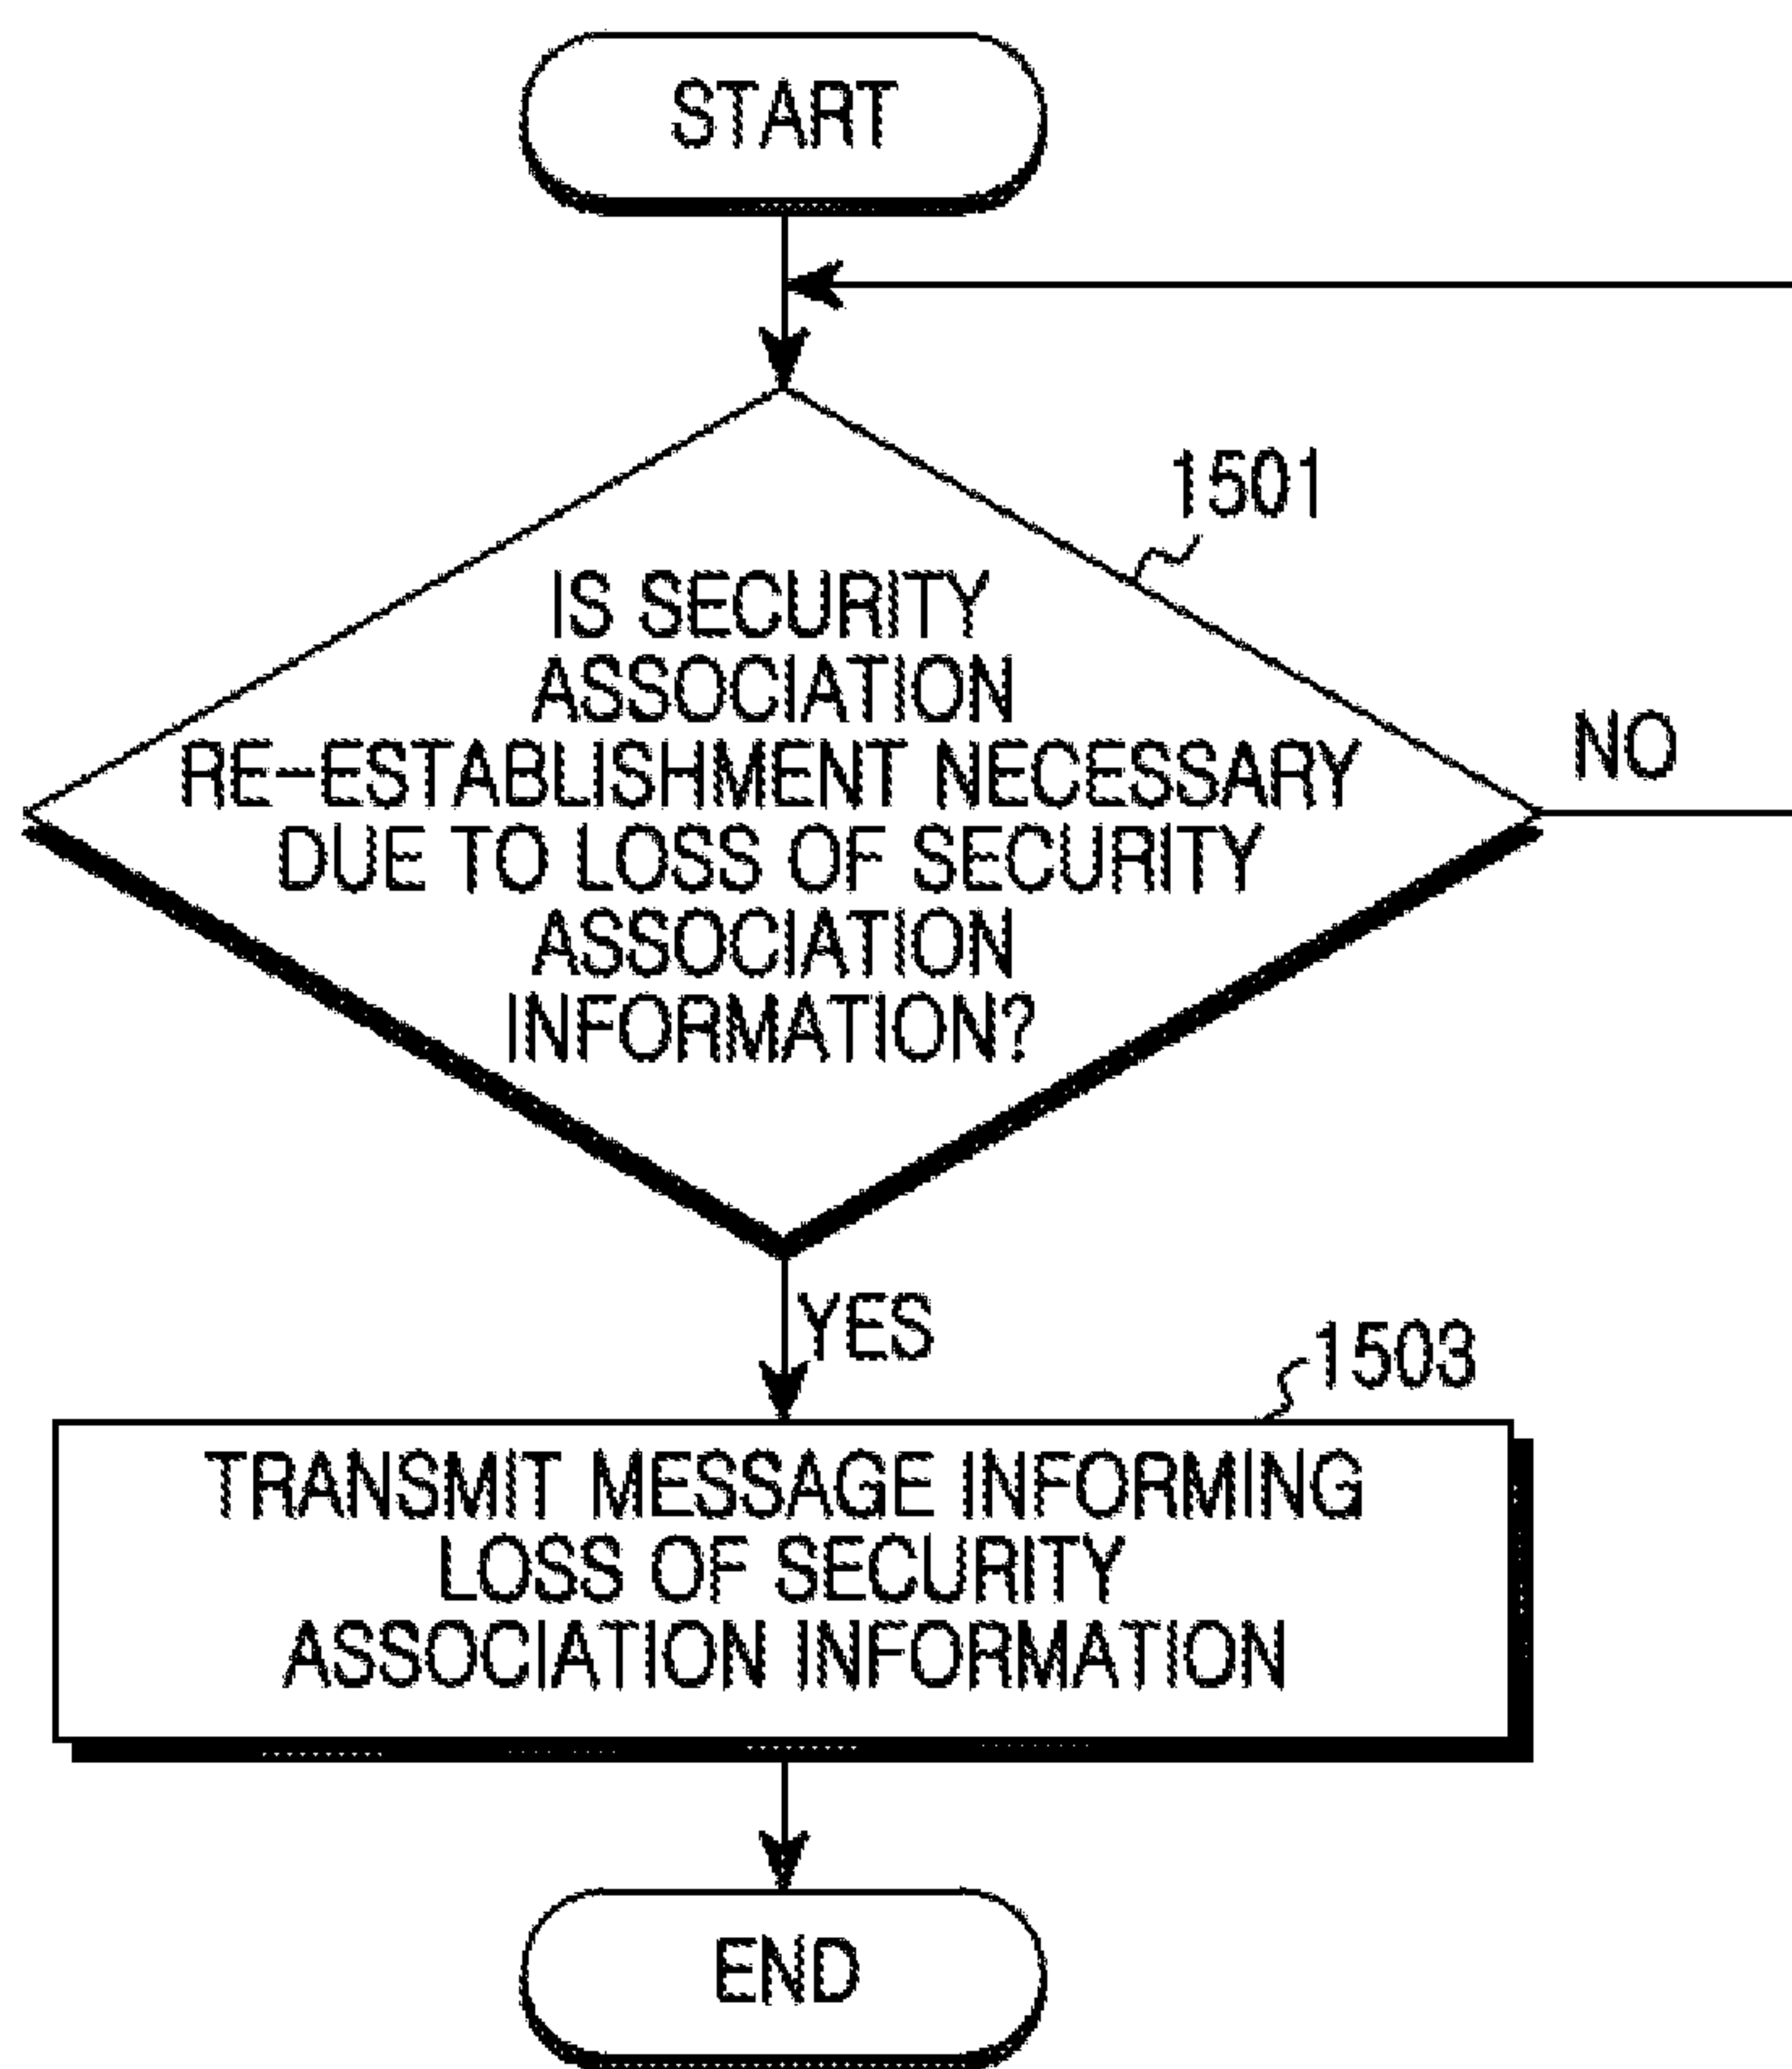 START
1501
IS SECURITY
ASSOCIATION
RE-ESTABLISHMENT NECESSARY
DUE TO LOSS OF SECURITY
ASSOCIATION
INFORMATION?
NO
YES
1503
TRANSMIT MESSAGE INFORMING
LOSS OF SECURITY
ASSOCIATION INFORMATION
END